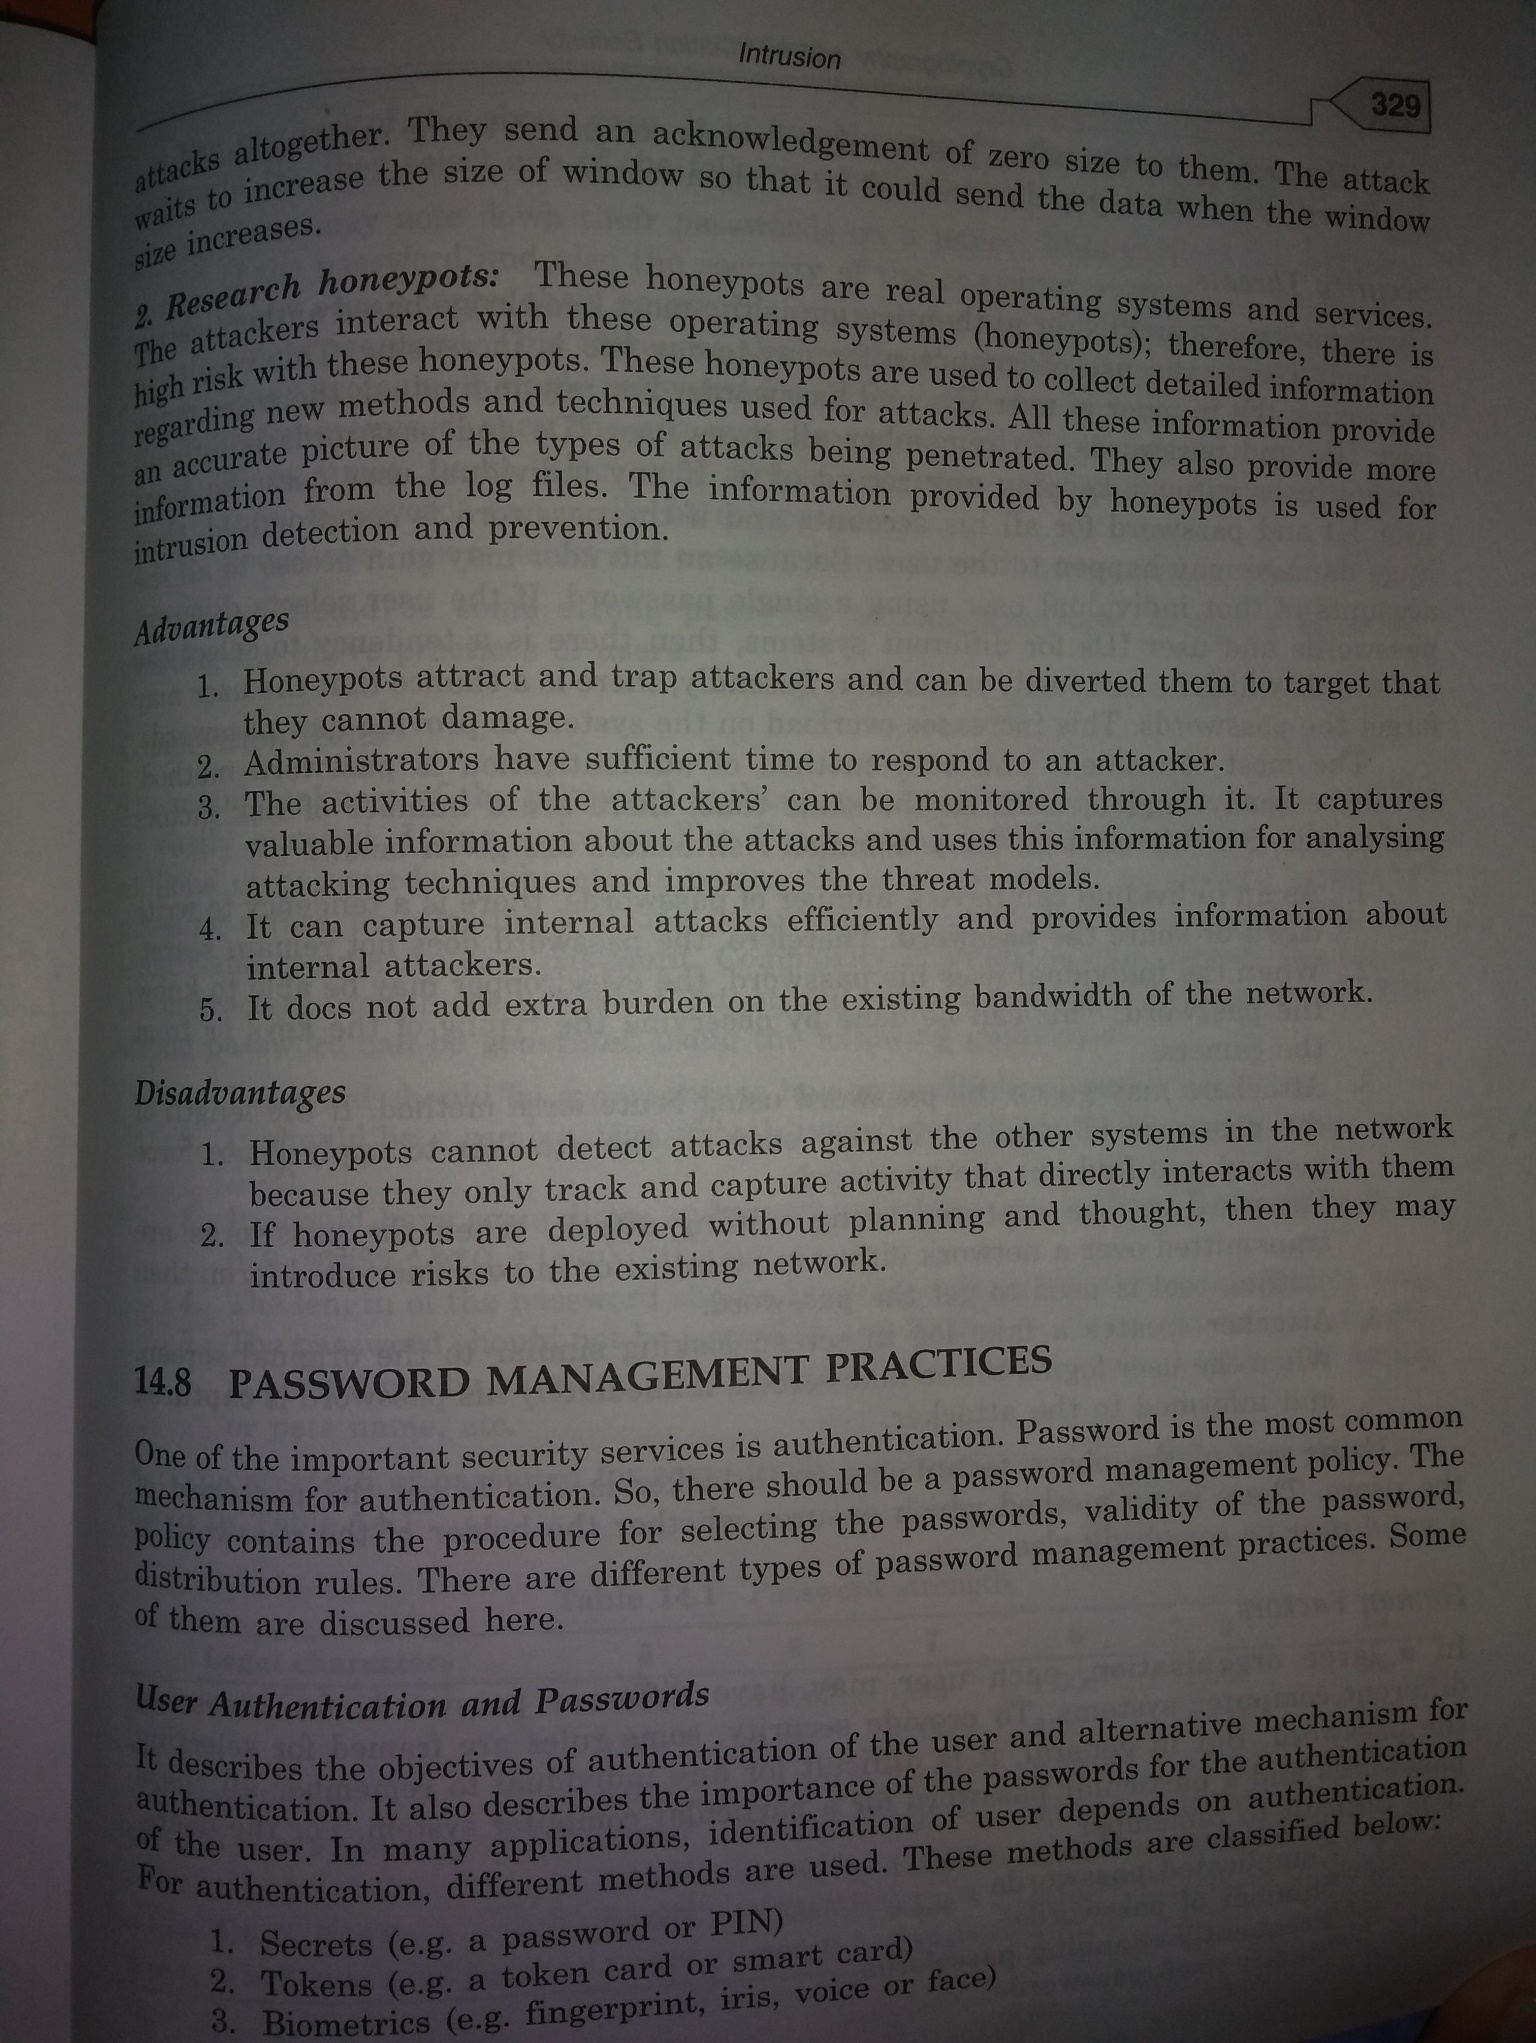 Intrusion
329
attacks altogether. They send an acknowledgement of zero size to them. The attack
waits to increase the size of window so that it could send the data when the window
size increases.
2. Research honeypots: These honeypots are real operating systems and services.
The attackers interact with these operating systems (honeypots); therefore, there is
high risk with these honeypots. These honeypots are used to collect detailed information
regarding new methods and techniques used for attacks. All these information provide
an accurate picture of the types of attacks being penetrated. They also provide more
information from the log files. The information provided by honeypots is used for
intrusion detection and prevention.
Advantages
1. Honeypots attract and trap attackers and can be diverted them to target that
they cannot damage.
2. Administrators have sufficient time to respond to an attacker.
3. The activities of the attackers' can be monitored through it. It captures
valuable information about the attacks and uses this information for analysing
attacking techniques and improves the threat models.
4. It can capture internal attacks efficiently and provides information about
internal attackers.
5. It docs not add extra burden on the existing bandwidth of the network.
Disadvantages
1. Honeypots cannot detect attacks against the other systems in the network
because they only track and capture activity that directly interacts with them
2. If honeypots are deployed without planning and thought, then they may
introduce risks to the existing network.
14.8 PASSWORD MANAGEMENT PRACTICES
One of the important security services is authentication. Password is the most common
mechanism for authentication. So, there should be a password management policy. The
policy contains the procedure for selecting the passwords, validity of the password,
distribution rules. There are different types of password management practices. Some
of them are discussed here.
User Authentication and Passwords
It describes the objectives of authentication of the user and alternative mechanism for
authentication. It also describes the importance of the passwords for the authentication
of the user. In many applications, identification of user depends on authentication.
For authentication, different methods are used. These methods are classified below:
1. Secrets (e.g. a password or PIN)
2. Tokens (e.g. a token card or smart card)
3. Biometrics (e.g. fingerprint, iris, voice or face)